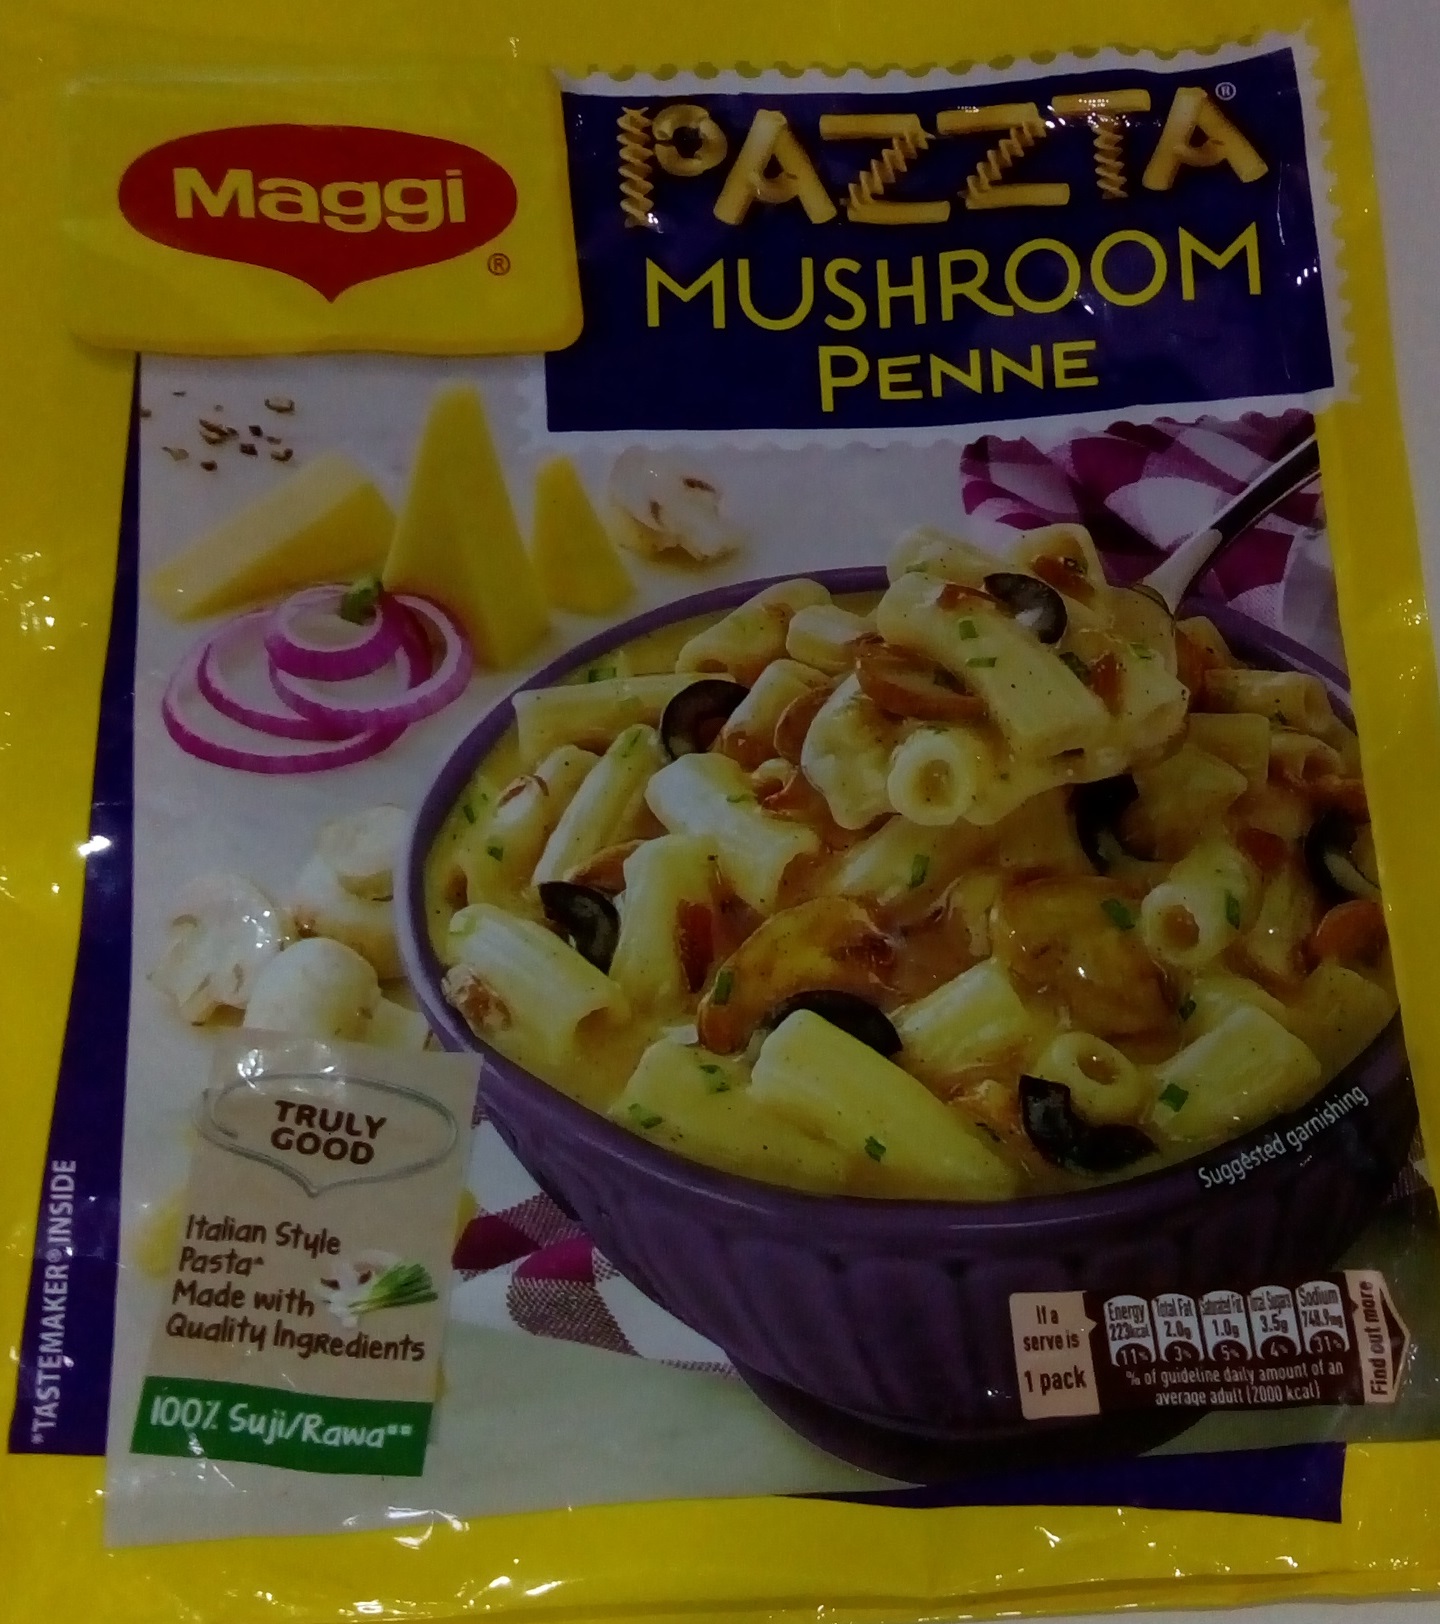 Maggi
®
PAZZTA®
MUSHROOM
PENNE
TRULY
GOOD
Italian Style
Pasta^
Made with
Quality Ingredients
100% Suji/Rawa**
*TASTEMAKER® INSIDE
Suggested garnishing
If a
serve is
1 pack
Energy
223kcal
11%
Total Fat
2.0g
3%
Saturated Fat
1.0g
5%
Total Sugars
3.5g
4%
Sodium
748.9mg
31%
% of guideline daily amount of an
average adult (2000 kcal)
Find out more